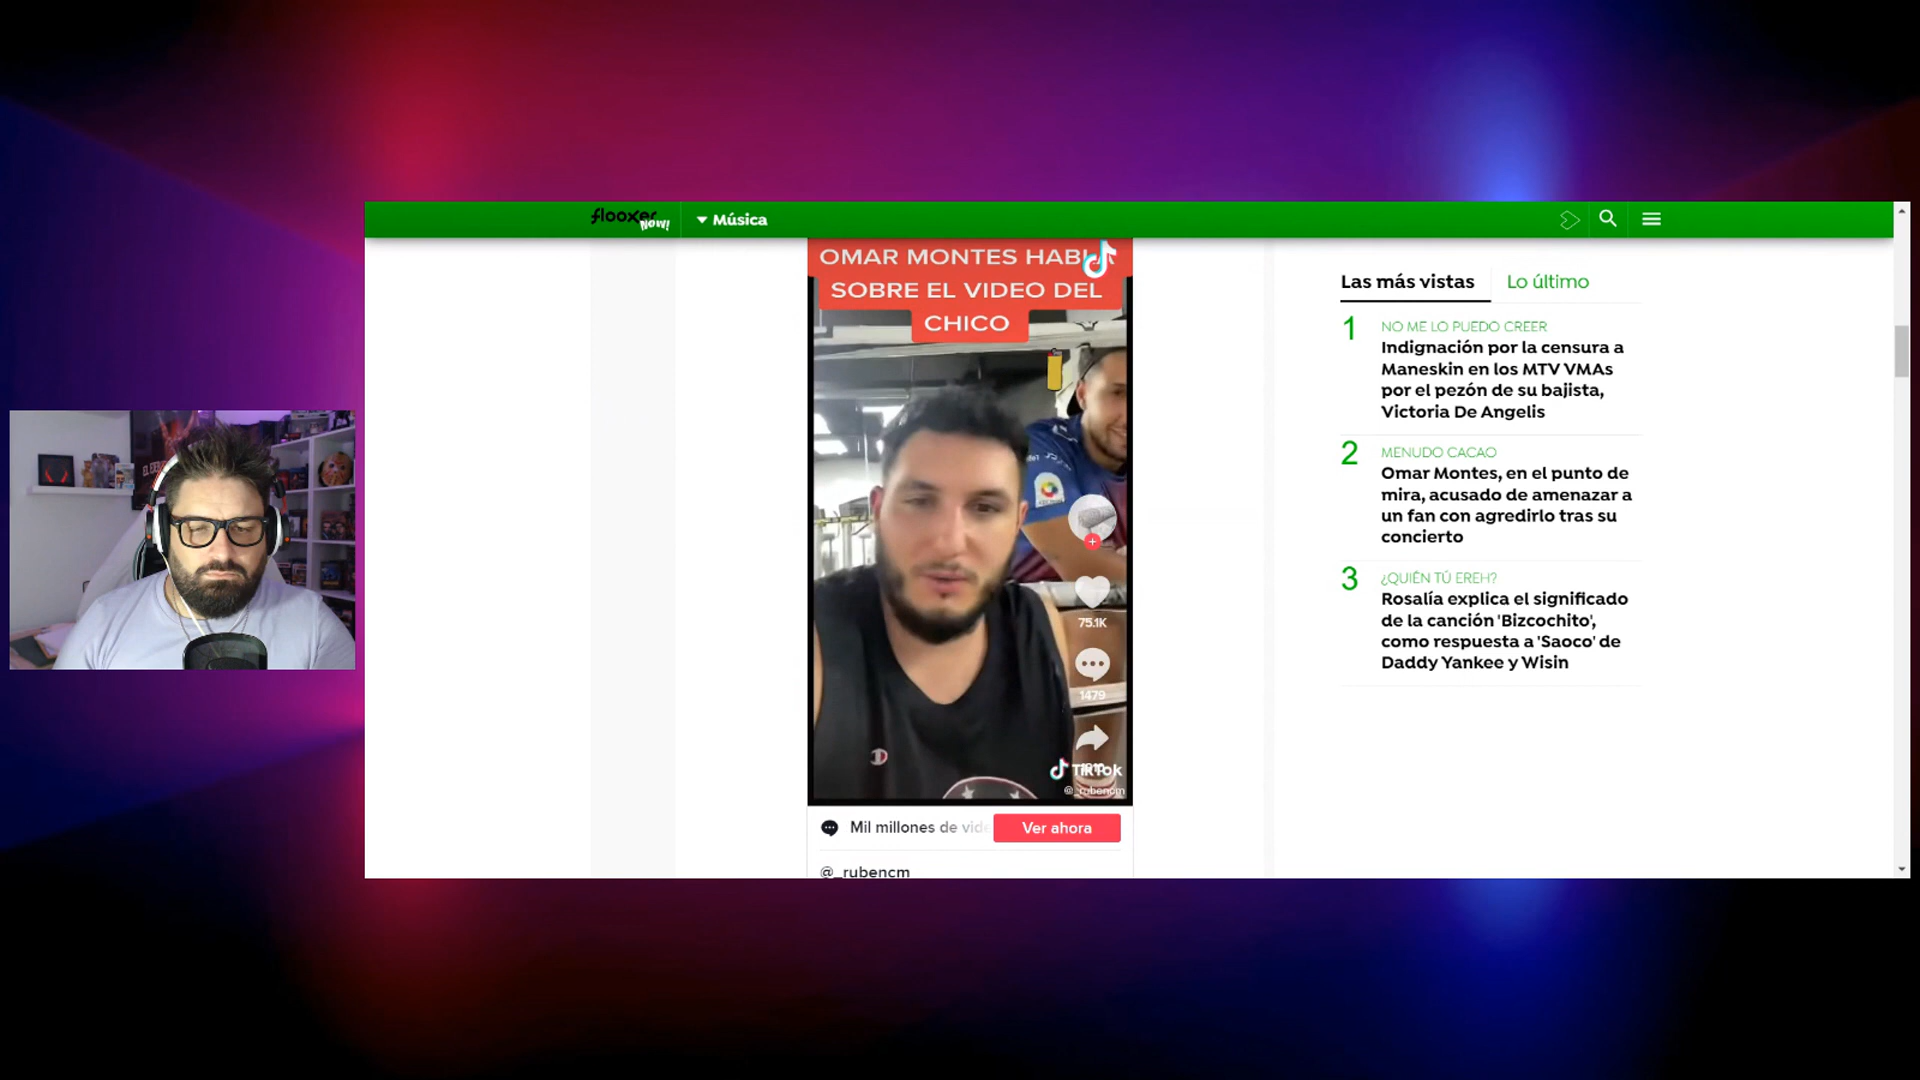 flooxer
NOW!
Música
OMAR MONTES HABLA
SOBRE EL VIDEO DEL
CHICO
75.1K
1479
TikTok
@_rubencm
Mil millones de vide
Ver ahora
@_rubencm
Las más vistas
Lo último
1
NO ME LO PUEDO CREER
Indignación por la censura a
Maneskin en los MTV VMAs
por el pezón de su bajista,
Victoria De Angelis
2
MENUDO CACAO
Omar Montes, en el punto de
mira, acusado de amenazar a
un fan con agredirlo tras su
concierto
3
¿QUIÉN TÚ EREH?
Rosalía explica el significado
de la canción 'Bizcochito',
como respuesta a 'Saoco' de
Daddy Yankee y Wisin